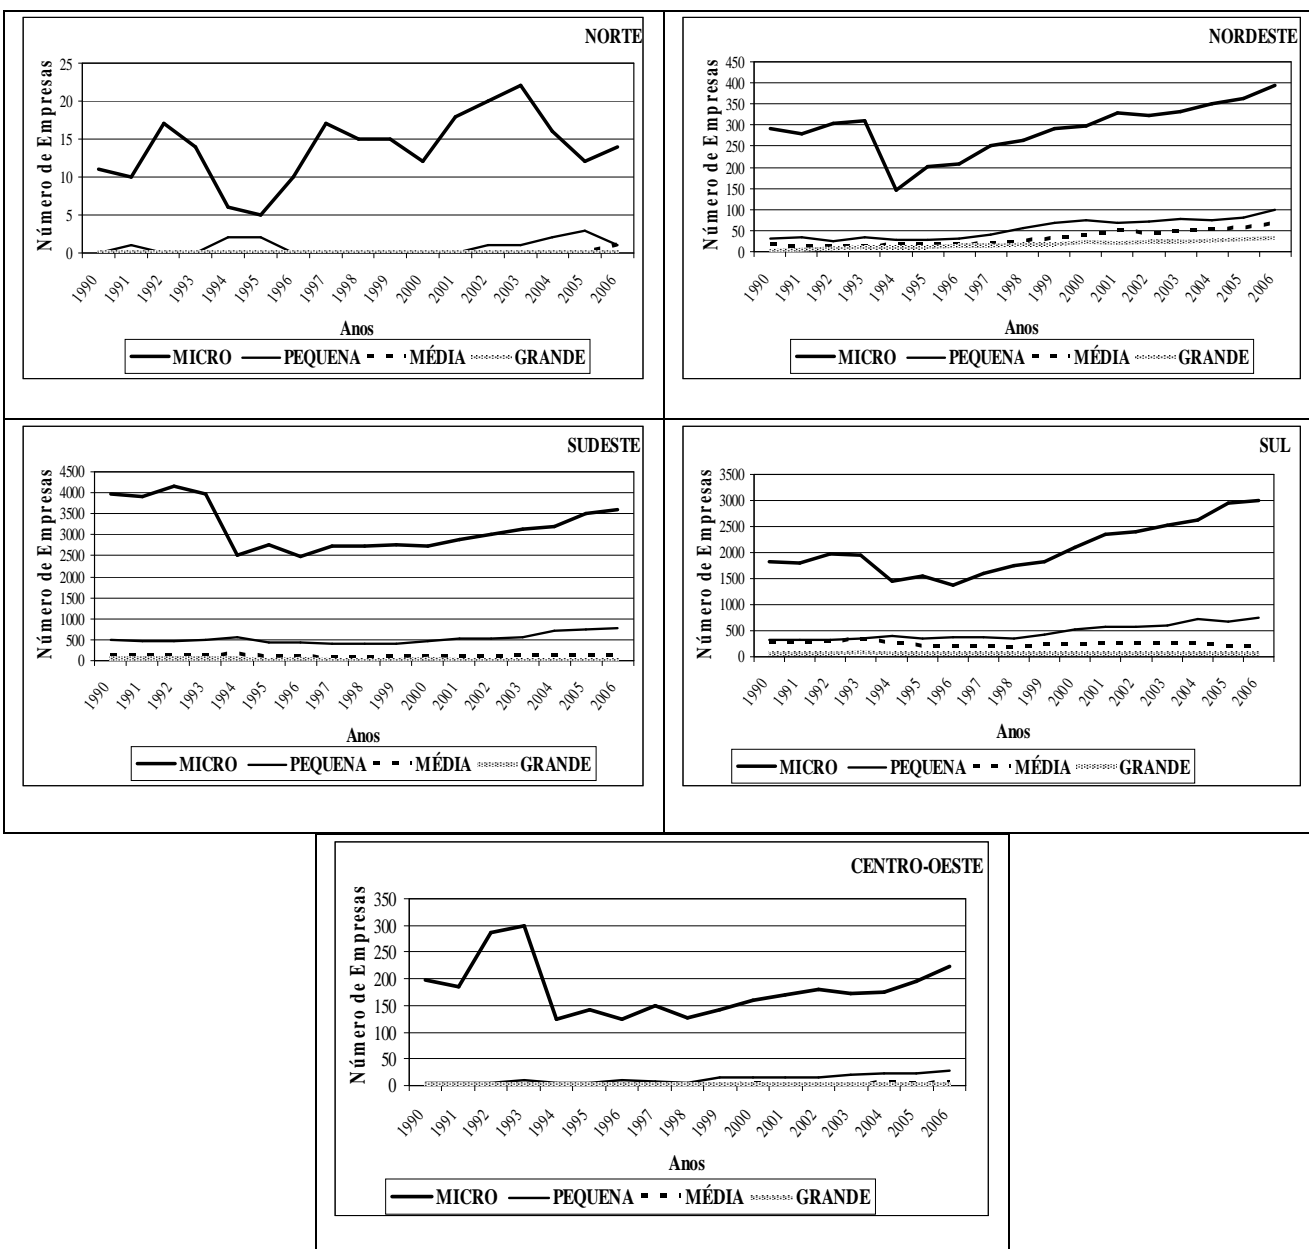 NORTE
Número de Empresas
25
20
15
10
5
0
1990 1991 1992 1993 1994 1995 1996 1997 1998 1999 2000 2001 2002 2003 2004 2005 2006
Anos
MICRO PEQUENA MÉDIA GRANDE
NORDESTE
Número de Empresas
450
400
350
300
250
200
150
100
50
0
1990 1991 1992 1993 1994 1995 1996 1997 1998 1999 2000 2001 2002 2003 2004 2005 2006
Anos
MICRO PEQUENA MÉDIA GRANDE
SUDESTE
Número de Empresas
4500
4000
3500
3000
2500
2000
1500
1000
500
0
1990 1991 1992 1993 1994 1995 1996 1997 1998 1999 2000 2001 2002 2003 2004 2005 2006
Anos
MICRO PEQUENA MÉDIA GRANDE
SUL
Número de Empresas
3500
3000
2500
2000
1500
1000
500
0
1990 1991 1992 1993 1994 1995 1996 1997 1998 1999 2000 2001 2002 2003 2004 2005 2006
Anos
MICRO PEQUENA MÉDIA GRANDE
CENTRO-OESTE
Número de Empresas
350
300
250
200
150
100
50
0
1990 1991 1992 1993 1994 1995 1996 1997 1998 1999 2000 2001 2002 2003 2004 2005 2006
Anos
MICRO PEQUENA MÉDIA GRANDE